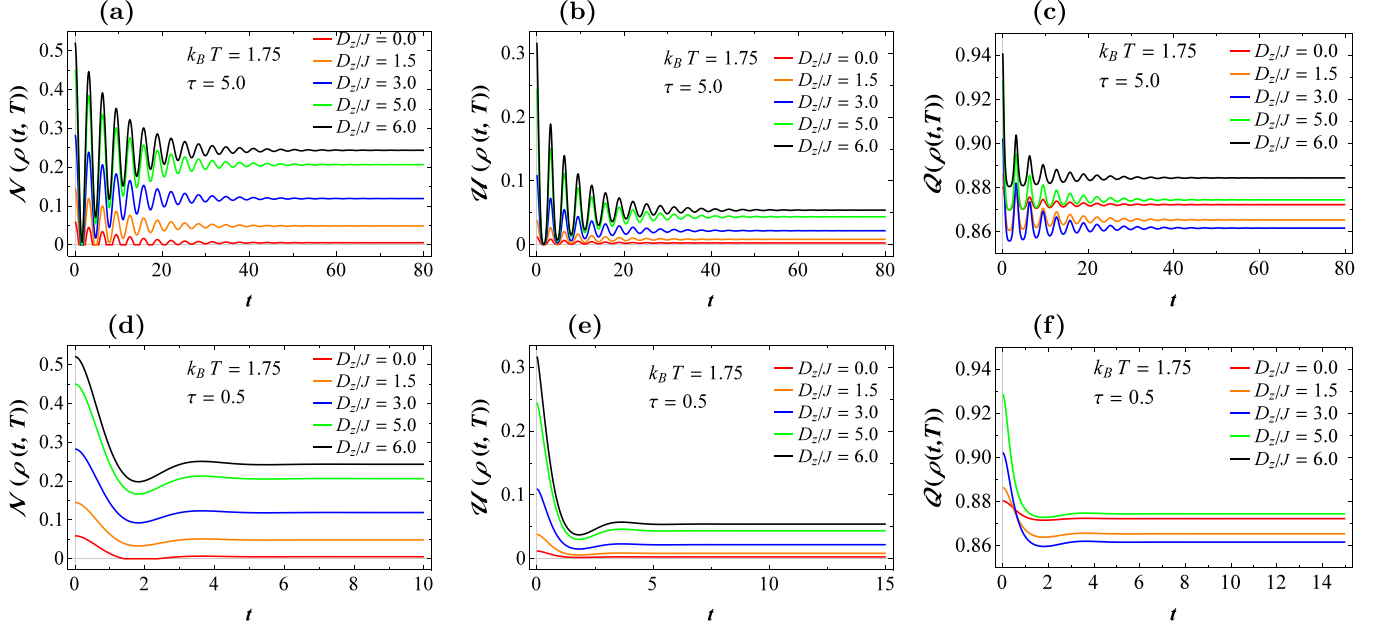 (a)
k_B T = 1.75
τ = 5.0
D_z/J = 0.0
D_z/J = 1.5
D_z/J = 3.0
D_z/J = 5.0
D_z/J = 6.0
0.5
0.4
0.3
0.2
0.1
0
0 20 40 60 80
𝒩 (ρ (t, T))
t
(b)
k_B T = 1.75
τ = 5.0
D_z/J = 0.0
D_z/J = 1.5
D_z/J = 3.0
D_z/J = 5.0
D_z/J = 6.0
0.3
0.2
0.1
0
0 20 40 60 80
𝒰 (ρ (t, T))
t
(c)
k_B T = 1.75
τ = 5.0
D_z/J = 0.0
D_z/J = 1.5
D_z/J = 3.0
D_z/J = 5.0
D_z/J = 6.0
0.94
0.92
0.90
0.88
0.86
0 20 40 60 80
𝒬(ρ(t,T))
t
(d)
k_B T = 1.75
τ = 0.5
D_z/J = 0.0
D_z/J = 1.5
D_z/J = 3.0
D_z/J = 5.0
D_z/J = 6.0
0.5
0.4
0.3
0.2
0.1
0
0 2 4 6 8 10
𝒩 (ρ (t, T))
t
(e)
k_B T = 1.75
τ = 0.5
D_z/J = 0.0
D_z/J = 1.5
D_z/J = 3.0
D_z/J = 5.0
D_z/J = 6.0
0.3
0.2
0.1
0
0 5 10 15
𝒰 (ρ (t, T))
t
(f)
k_B T = 1.75
τ = 0.5
D_z/J = 0.0
D_z/J = 1.5
D_z/J = 3.0
D_z/J = 5.0
D_z/J = 6.0
0.94
0.92
0.90
0.88
0.86
0 2 4 6 8 10 12 14
𝒬(ρ(t,T))
t